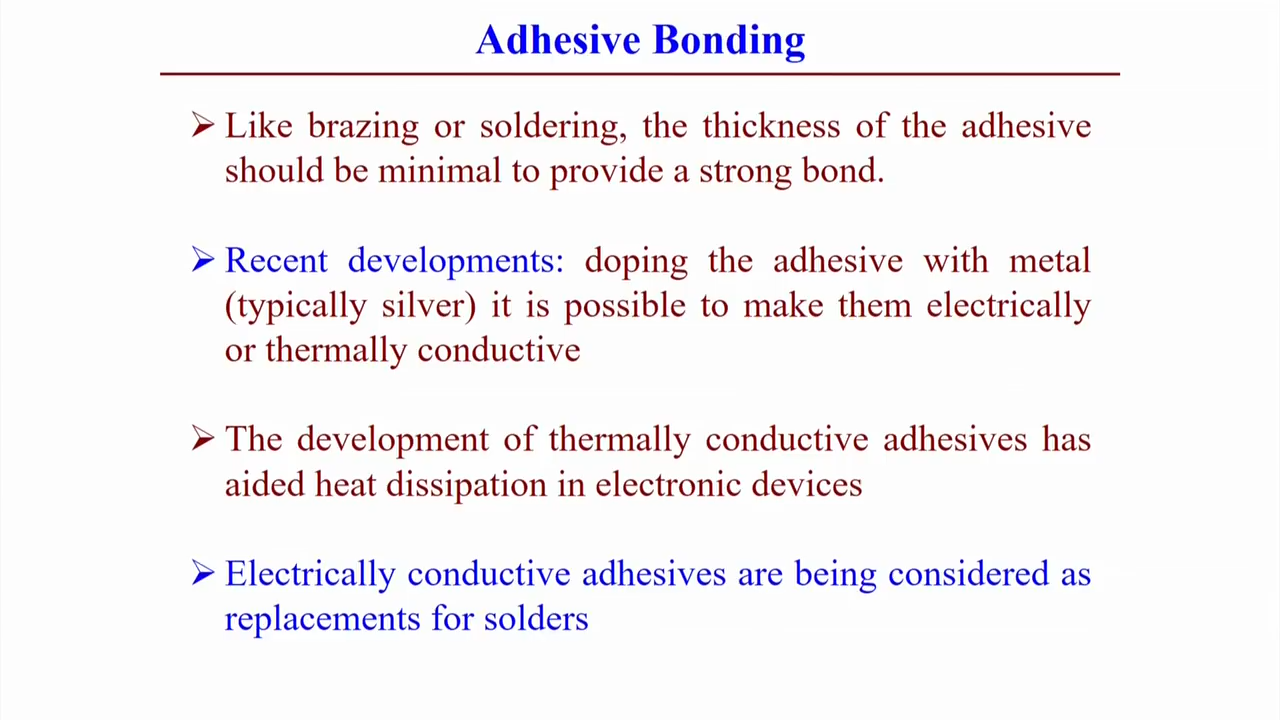 Adhesive Bonding
➢ Like brazing or soldering, the thickness of the adhesive
should be minimal to provide a strong bond.
➢ Recent developments: doping the adhesive with metal
(typically silver) it is possible to make them electrically
or thermally conductive
➢ The development of thermally conductive adhesives has
aided heat dissipation in electronic devices
➢ Electrically conductive adhesives are being considered as
replacements for solders